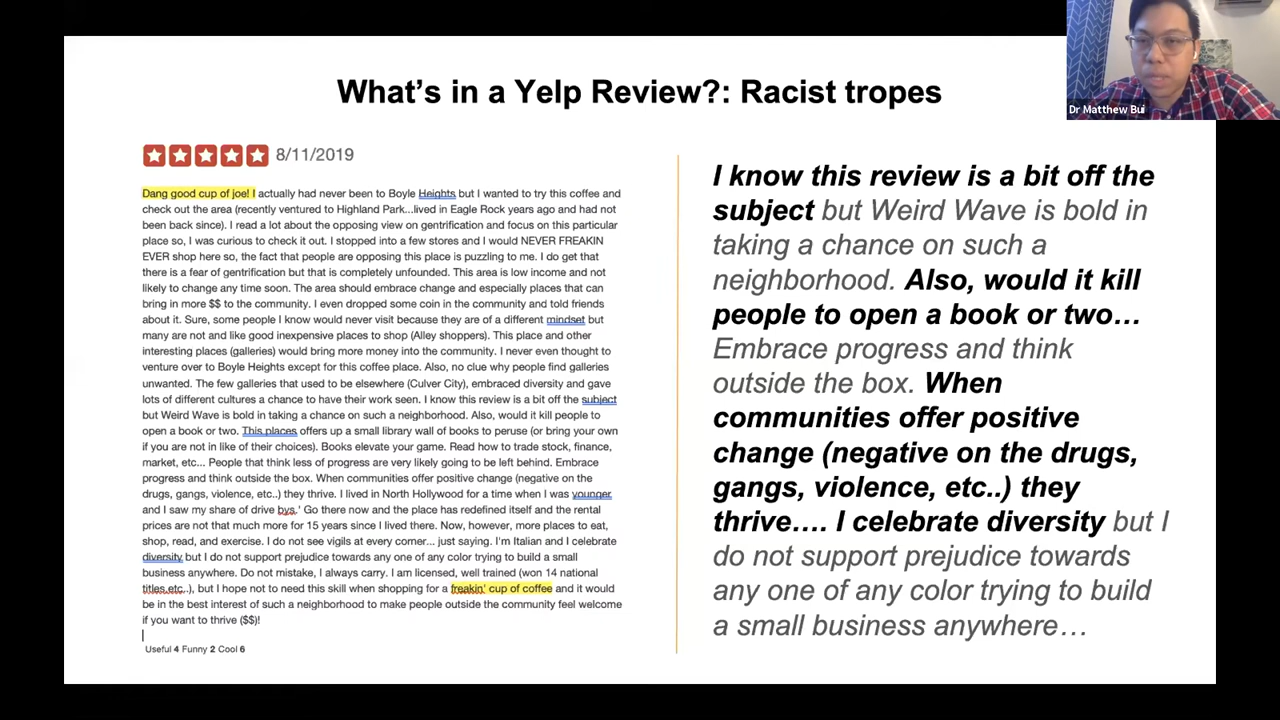 What's in a Yelp Review?: Racist tropes
Dr Matthew Bui
8/11/2019
Dang good cup of joe! I actually had never been to Boyle Heights but I wanted to try this coffee and
check out the area (recently ventured to Highland Park...lived in Eagle Rock years ago and had not
been back since). I read a lot about the opposing view on gentrification and focus on this particular
place so, I was curious to check it out. I stopped into a few stores and I would NEVER FREAKIN
EVER shop here so, the fact that people are opposing this place is puzzling to me. I do get that
there is a fear of gentrification but that is completely unfounded. This area is low income and not
likely to change any time soon. The area should embrace change and especially places that can
bring in more $$ to the community. I even dropped some coin in the community and told friends
about it. Sure, some people I know would never visit because they are of a different mindset but
many are not and like good inexpensive places to shop (Alley shoppers). This place and other
interesting places (galleries) would bring more money into the community. I never even thought to
venture over to Boyle Heights except for this coffee place. Also, no clue why people find galleries
unwanted. The few galleries that used to be elsewhere (Culver City), embraced diversity and gave
lots of different cultures a chance to have their work seen. I know this review is a bit off the subject
but Weird Wave is bold in taking a chance on such a neighborhood. Also, would it kill people to
open a book or two. This places offers up a small library wall of books to peruse (or bring your own
if you are not in like of their choices). Books elevate your game. Read how to trade stock, finance,
market, etc... People that think less of progress are very likely going to be left behind. Embrace
progress and think outside the box. When communities offer positive change (negative on the
drugs, gangs, violence, etc..) they thrive. I lived in North Hollywood for a time when I was younger
and I saw my share of drive bys.' Go there now and the place has redefined itself and the rental
prices are not that much more for 15 years since I lived there. Now, however, more places to eat,
shop, read, and exercise. I do not see vigils at every corner... just saying. I'm Italian and I celebrate
diversity but I do not support prejudice towards any one of any color trying to build a small
business anywhere. Do not mistake, I always carry. I am licensed, well trained (won 14 national
titles,etc..), but I hope not to need this skill when shopping for a freakin' cup of coffee and it would
be in the best interest of such a neighborhood to make people outside the community feel welcome
if you want to thrive ($$)!
Useful 4 Funny 2 Cool 6
I know this review is a bit off the
subject but Weird Wave is bold in
taking a chance on such a
neighborhood. Also, would it kill
people to open a book or two…
Embrace progress and think
outside the box. When
communities offer positive
change (negative on the drugs,
gangs, violence, etc..) they
thrive…. I celebrate diversity but I
do not support prejudice towards
any one of any color trying to build
a small business anywhere…